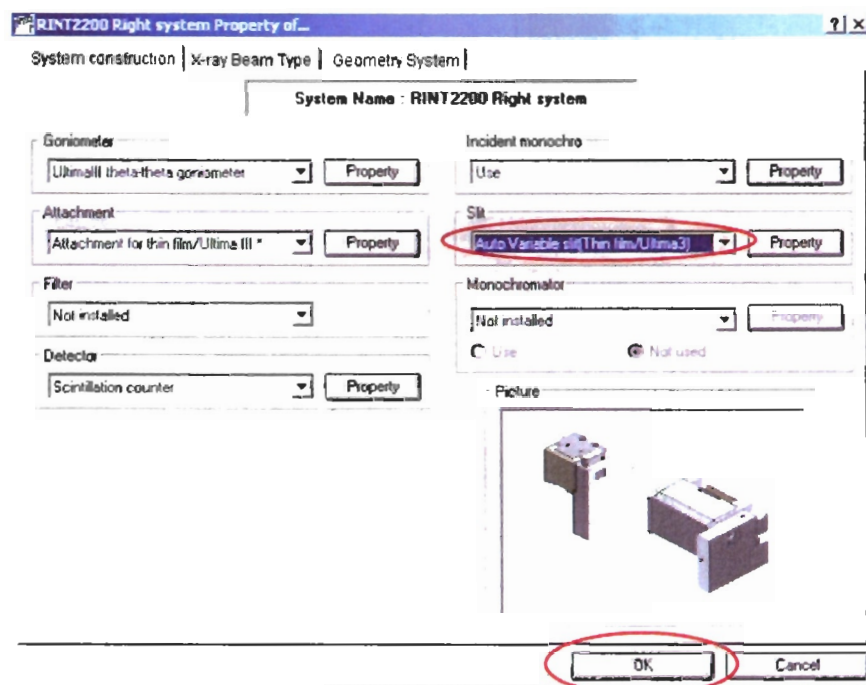 RINT2200 Right system Property of...
System construction X-ray Beam Type Geometry System
System Name : RINT2200 Right system
Goniometer
UltimaIII theta-theta goniometer Property
Incident monochro
Use Property
Attachment
Attachment for thin film/Ultima III * Property
Slit
Auto Variable slit(Thin film/Ultima3) Property
Filter
Not installed
Monochromator
Not installed Property
Use Not used
Detector
Scintillation counter Property
Picture
OK Cancel